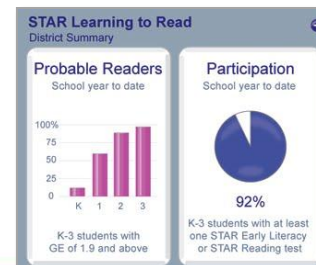 STAR Learning to Read
District Summary
Probable Readers
School year to date
100%
75
50
25
0
K 1 2 3
K-3 students with
GE of 1.9 and above
Participation
School year to date
92%
K-3 students with at least
one STAR Early Literacy
or STAR Reading test